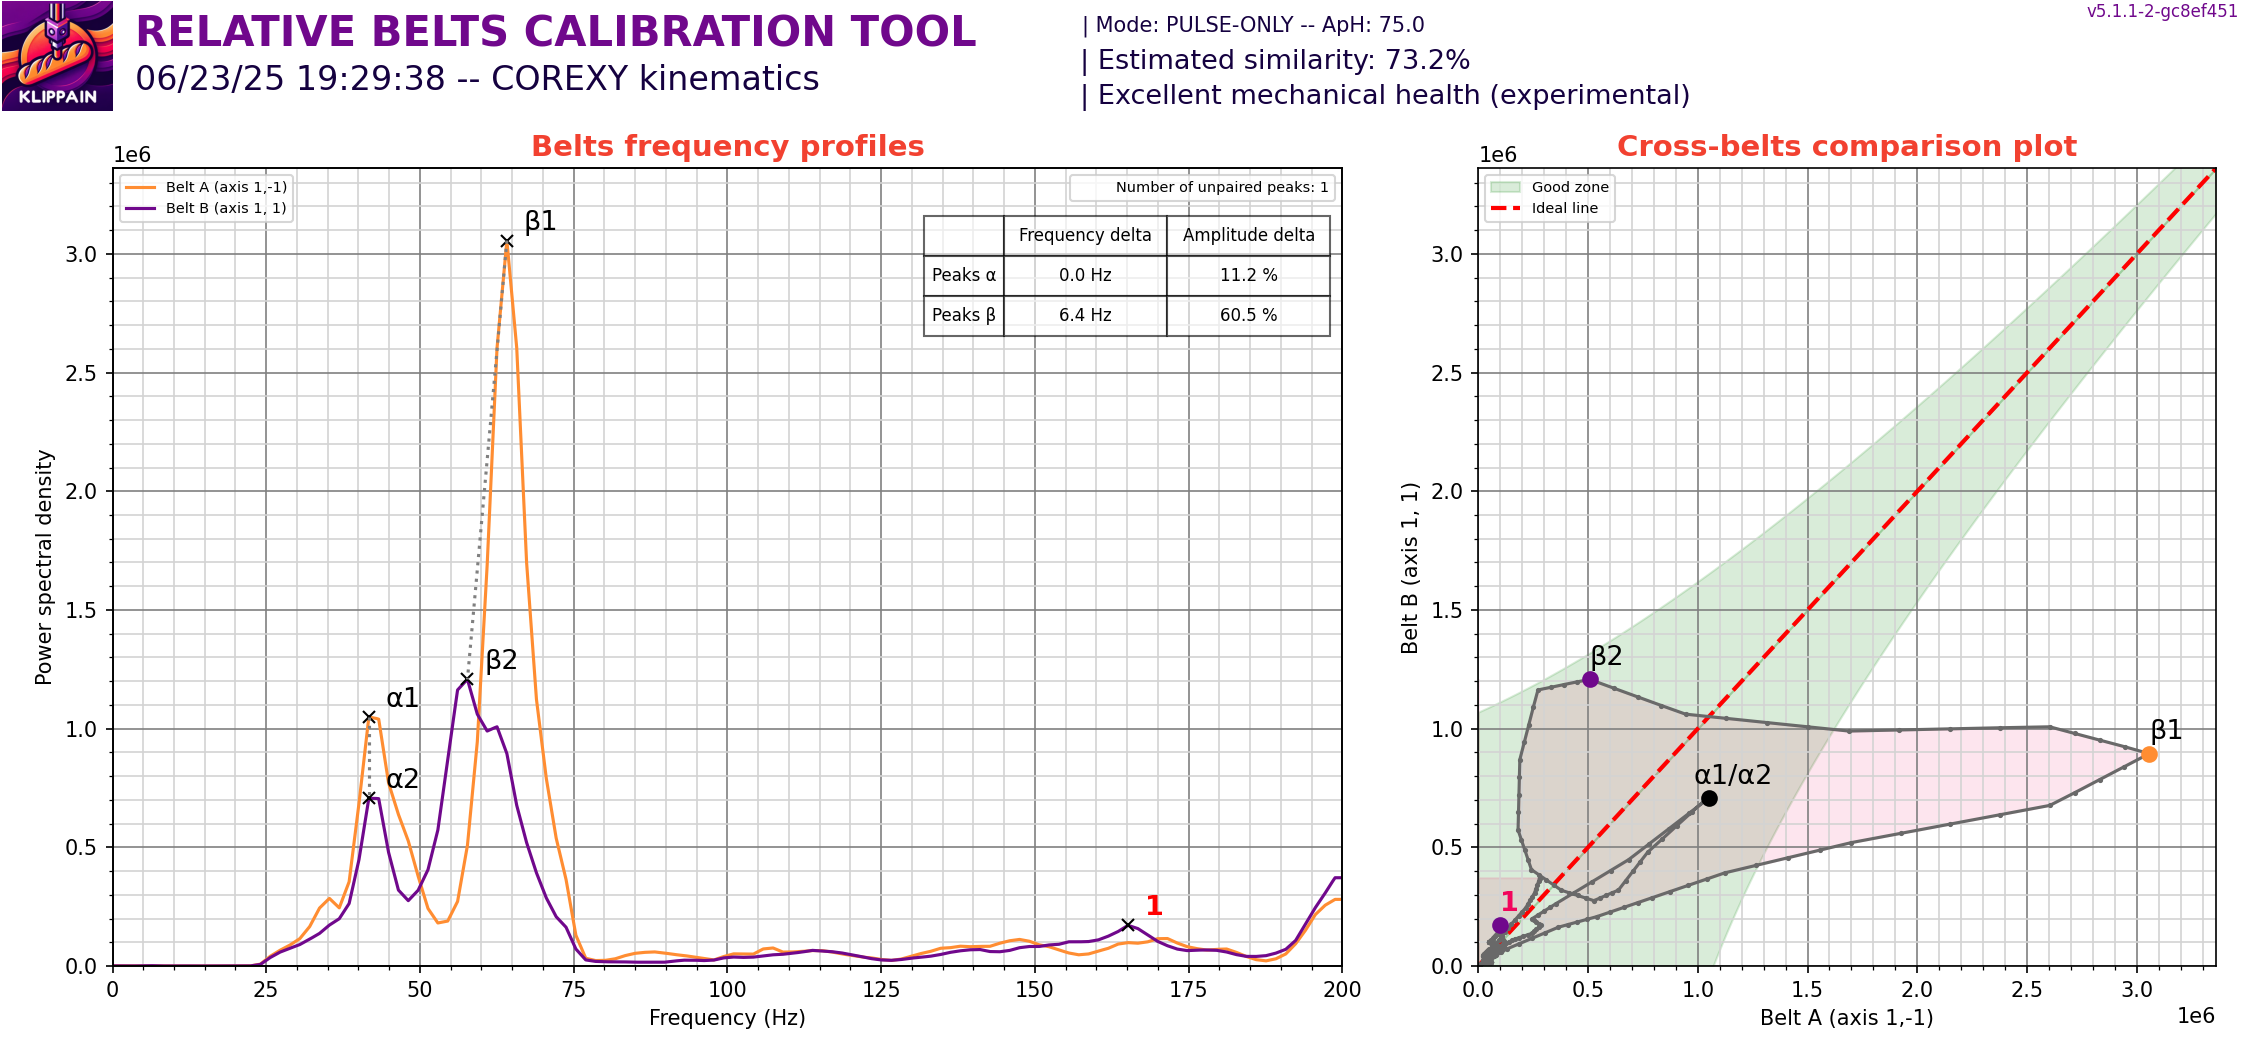 KLIPPAIN
RELATIVE BELTS CALIBRATION TOOL
06/23/25 19:29:38 -- COREXY kinematics
| Mode: PULSE-ONLY -- ApH: 75.0
| Estimated similarity: 73.2%
| Excellent mechanical health (experimental)
v5.1.1-2-gc8ef451
Belts frequency profiles
1e6
Belt A (axis 1,-1)
Belt B (axis 1, 1)
Number of unpaired peaks: 1
Frequency delta Amplitude delta
Peaks α 0.0 Hz 11.2 %
Peaks β 6.4 Hz 60.5 %
β1
β2
α1
α2
1
Power spectral density
3.0
2.5
2.0
1.5
1.0
0.5
0.0
0 25 50 75 100 125 150 175 200
Frequency (Hz)
Cross-belts comparison plot
1e6
Good zone
Ideal line
β2
β1
α1/α2
1
Belt B (axis 1, 1)
3.0
2.5
2.0
1.5
1.0
0.5
0.0
0.0 0.5 1.0 1.5 2.0 2.5 3.0
Belt A (axis 1,-1)
1e6